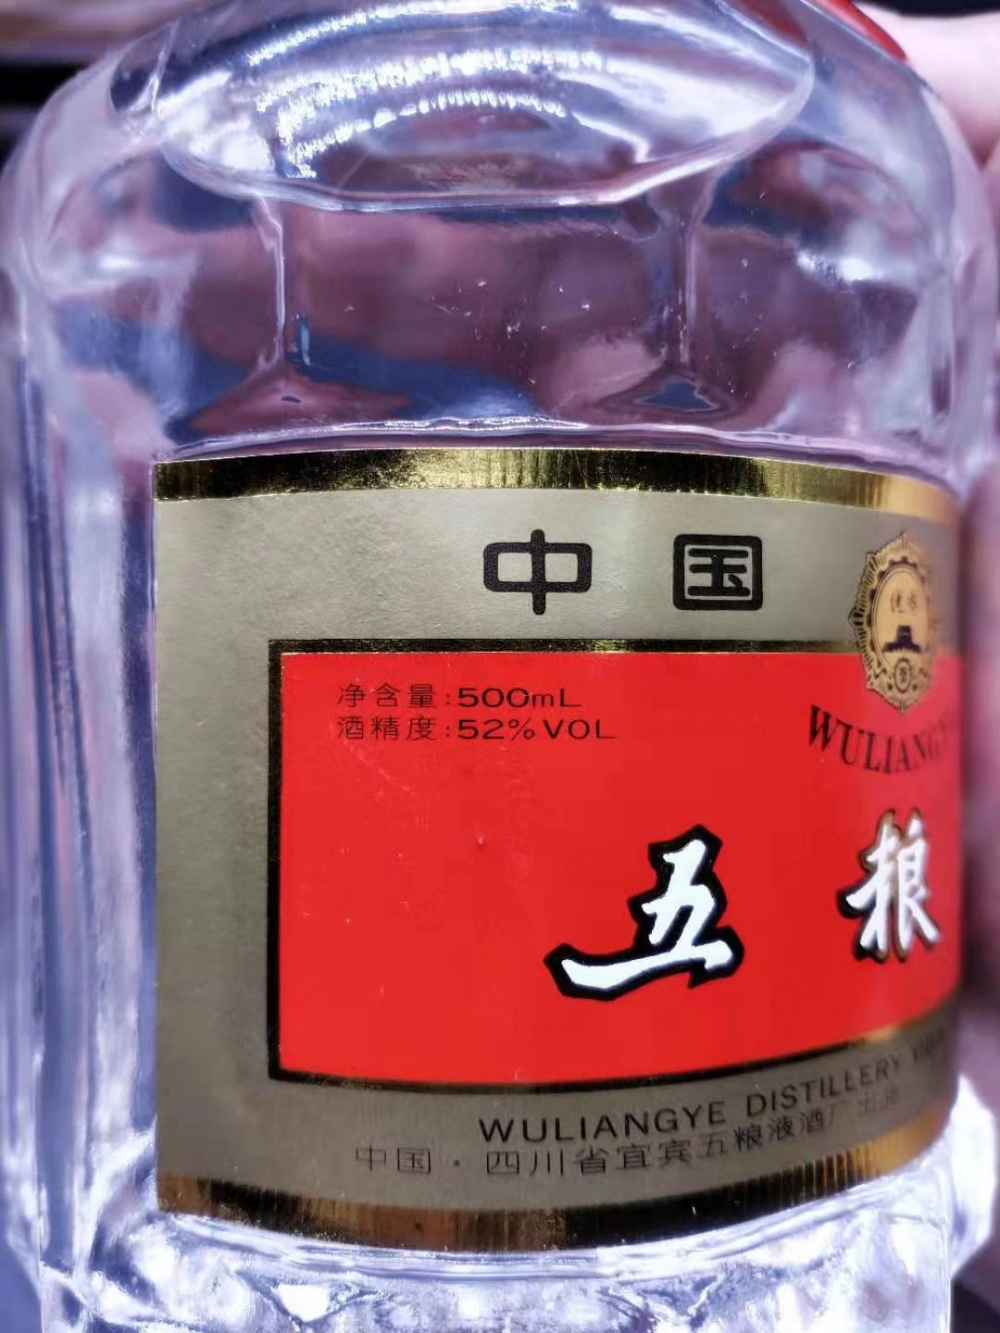 中国
净含量:500mL
酒精度:52%VOL
WULIANG
五粮
WULIANGYE DISTILLERY
中国·四川省宜宾五粮液酒厂出品